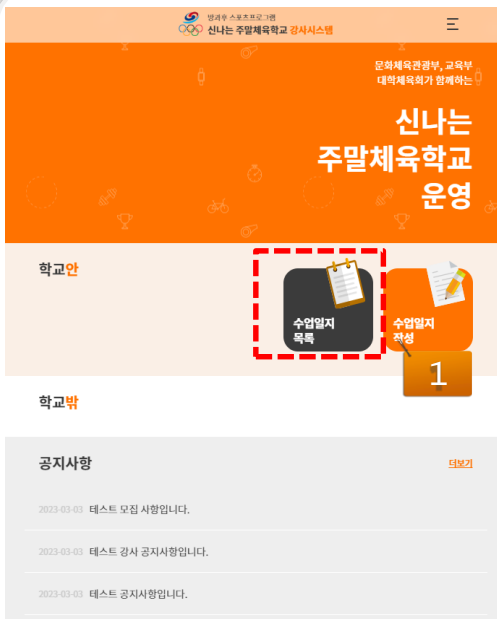 방과후 스포츠프로그램
신나는 주말체육학교 강사시스템
문화체육관광부, 교육부
대한체육회가 함께하는
신나는
주말체육학교
운영
학교안
수업일지
목록
수업일지
작성
1
학교밖
공지사항
더보기
2023-03-03 테스트 모집 사항입니다.
2023-03-03 테스트 강사 공지사항입니다.
2023-03-03 테스트 공지사항입니다.